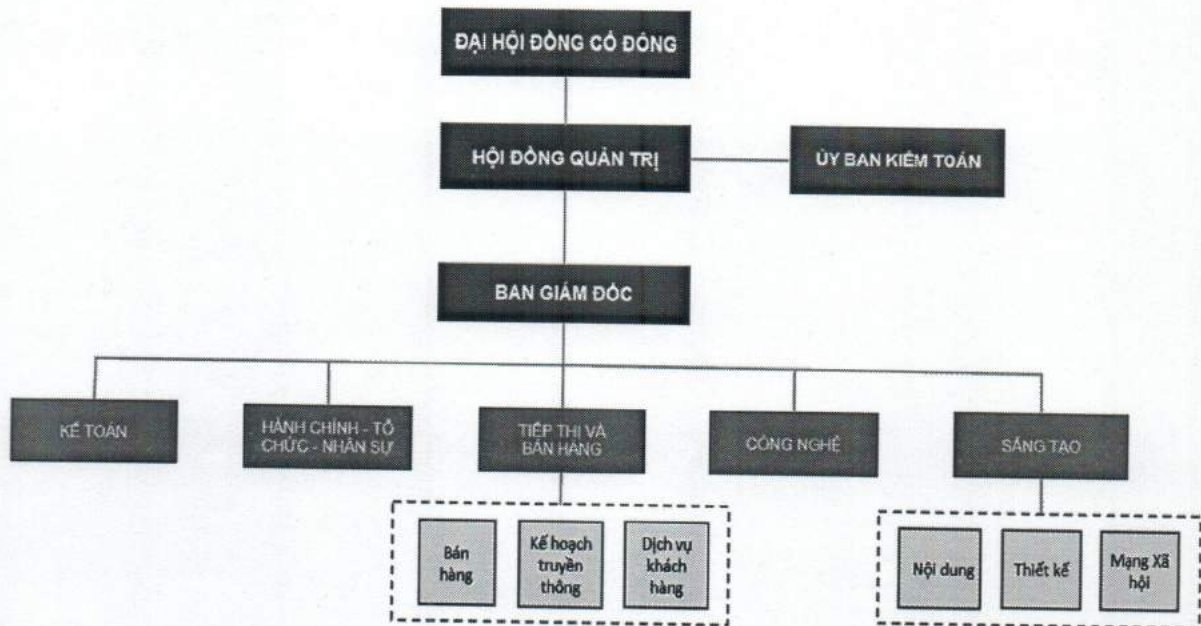 ĐẠI HỘI ĐỒNG CỔ ĐÔNG
HỘI ĐỒNG QUẢN TRỊ
ỦY BAN KIỂM TOÁN
BAN GIÁM ĐỐC
KẾ TOÁN
HÀNH CHÍNH - TỔ
CHỨC - NHÂN SỰ
TIẾP THỊ VÀ
BÁN HÀNG
CÔNG NGHỆ
SÁNG TẠO
Bán
hàng
Kế hoạch
truyền
thông
Dịch vụ
khách
hàng
Nội dung
Thiết kế
Mạng Xã
hội